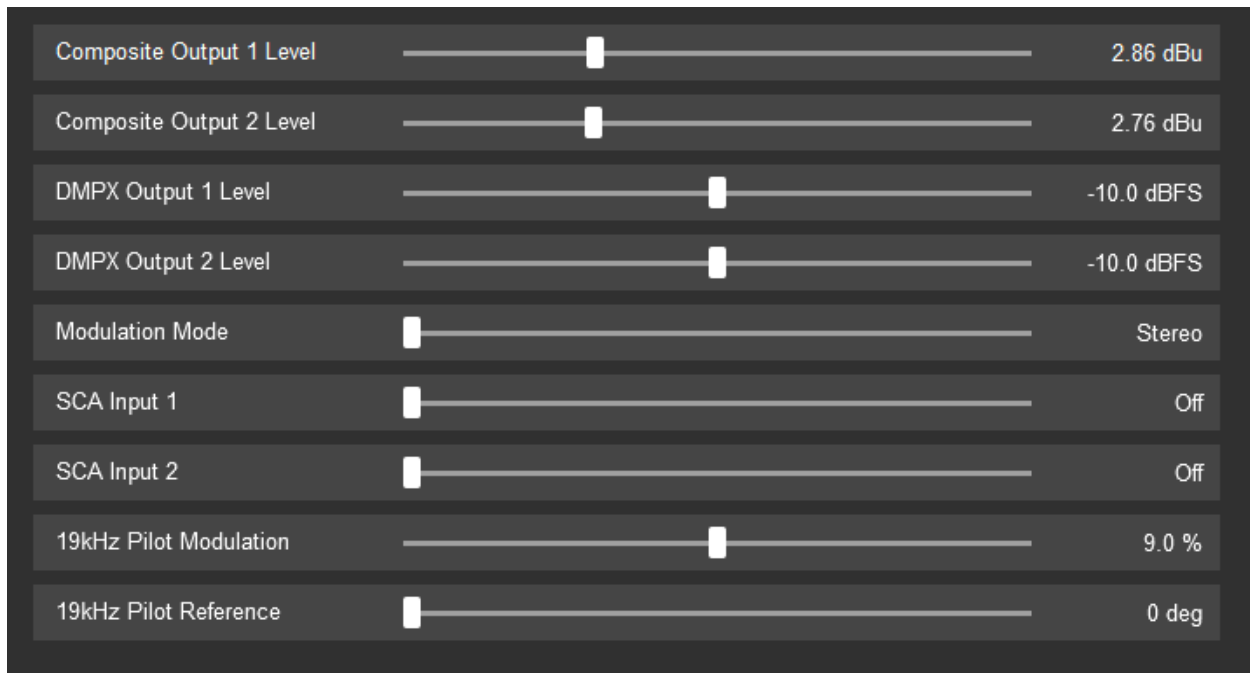 Composite Output 1 Level 2.86 dBu
Composite Output 2 Level 2.76 dBu
DMPX Output 1 Level -10.0 dBFS
DMPX Output 2 Level -10.0 dBFS
Modulation Mode Stereo
SCA Input 1 Off
SCA Input 2 Off
19kHz Pilot Modulation 9.0 %
19kHz Pilot Reference 0 deg